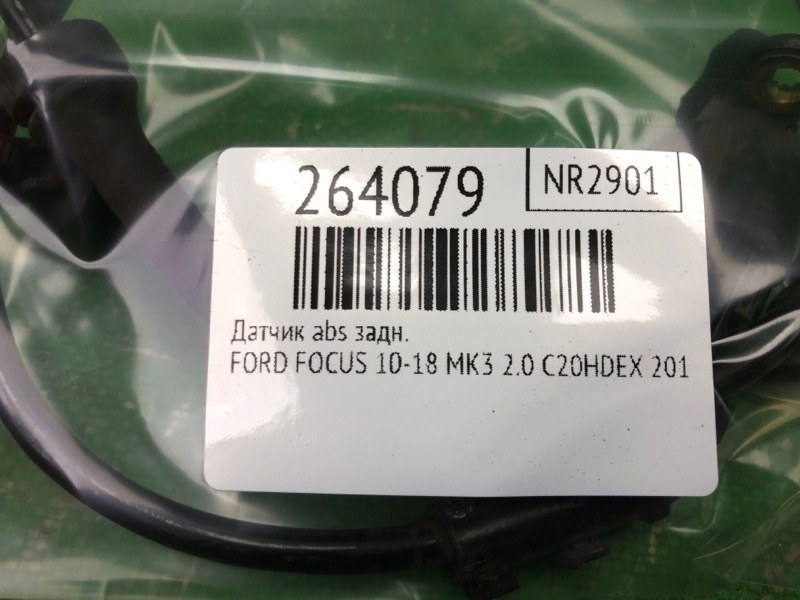 264079
NR2901
Датчик abs задн.
FORD FOCUS 10-18 MK3 2.0 C20HDEX 201